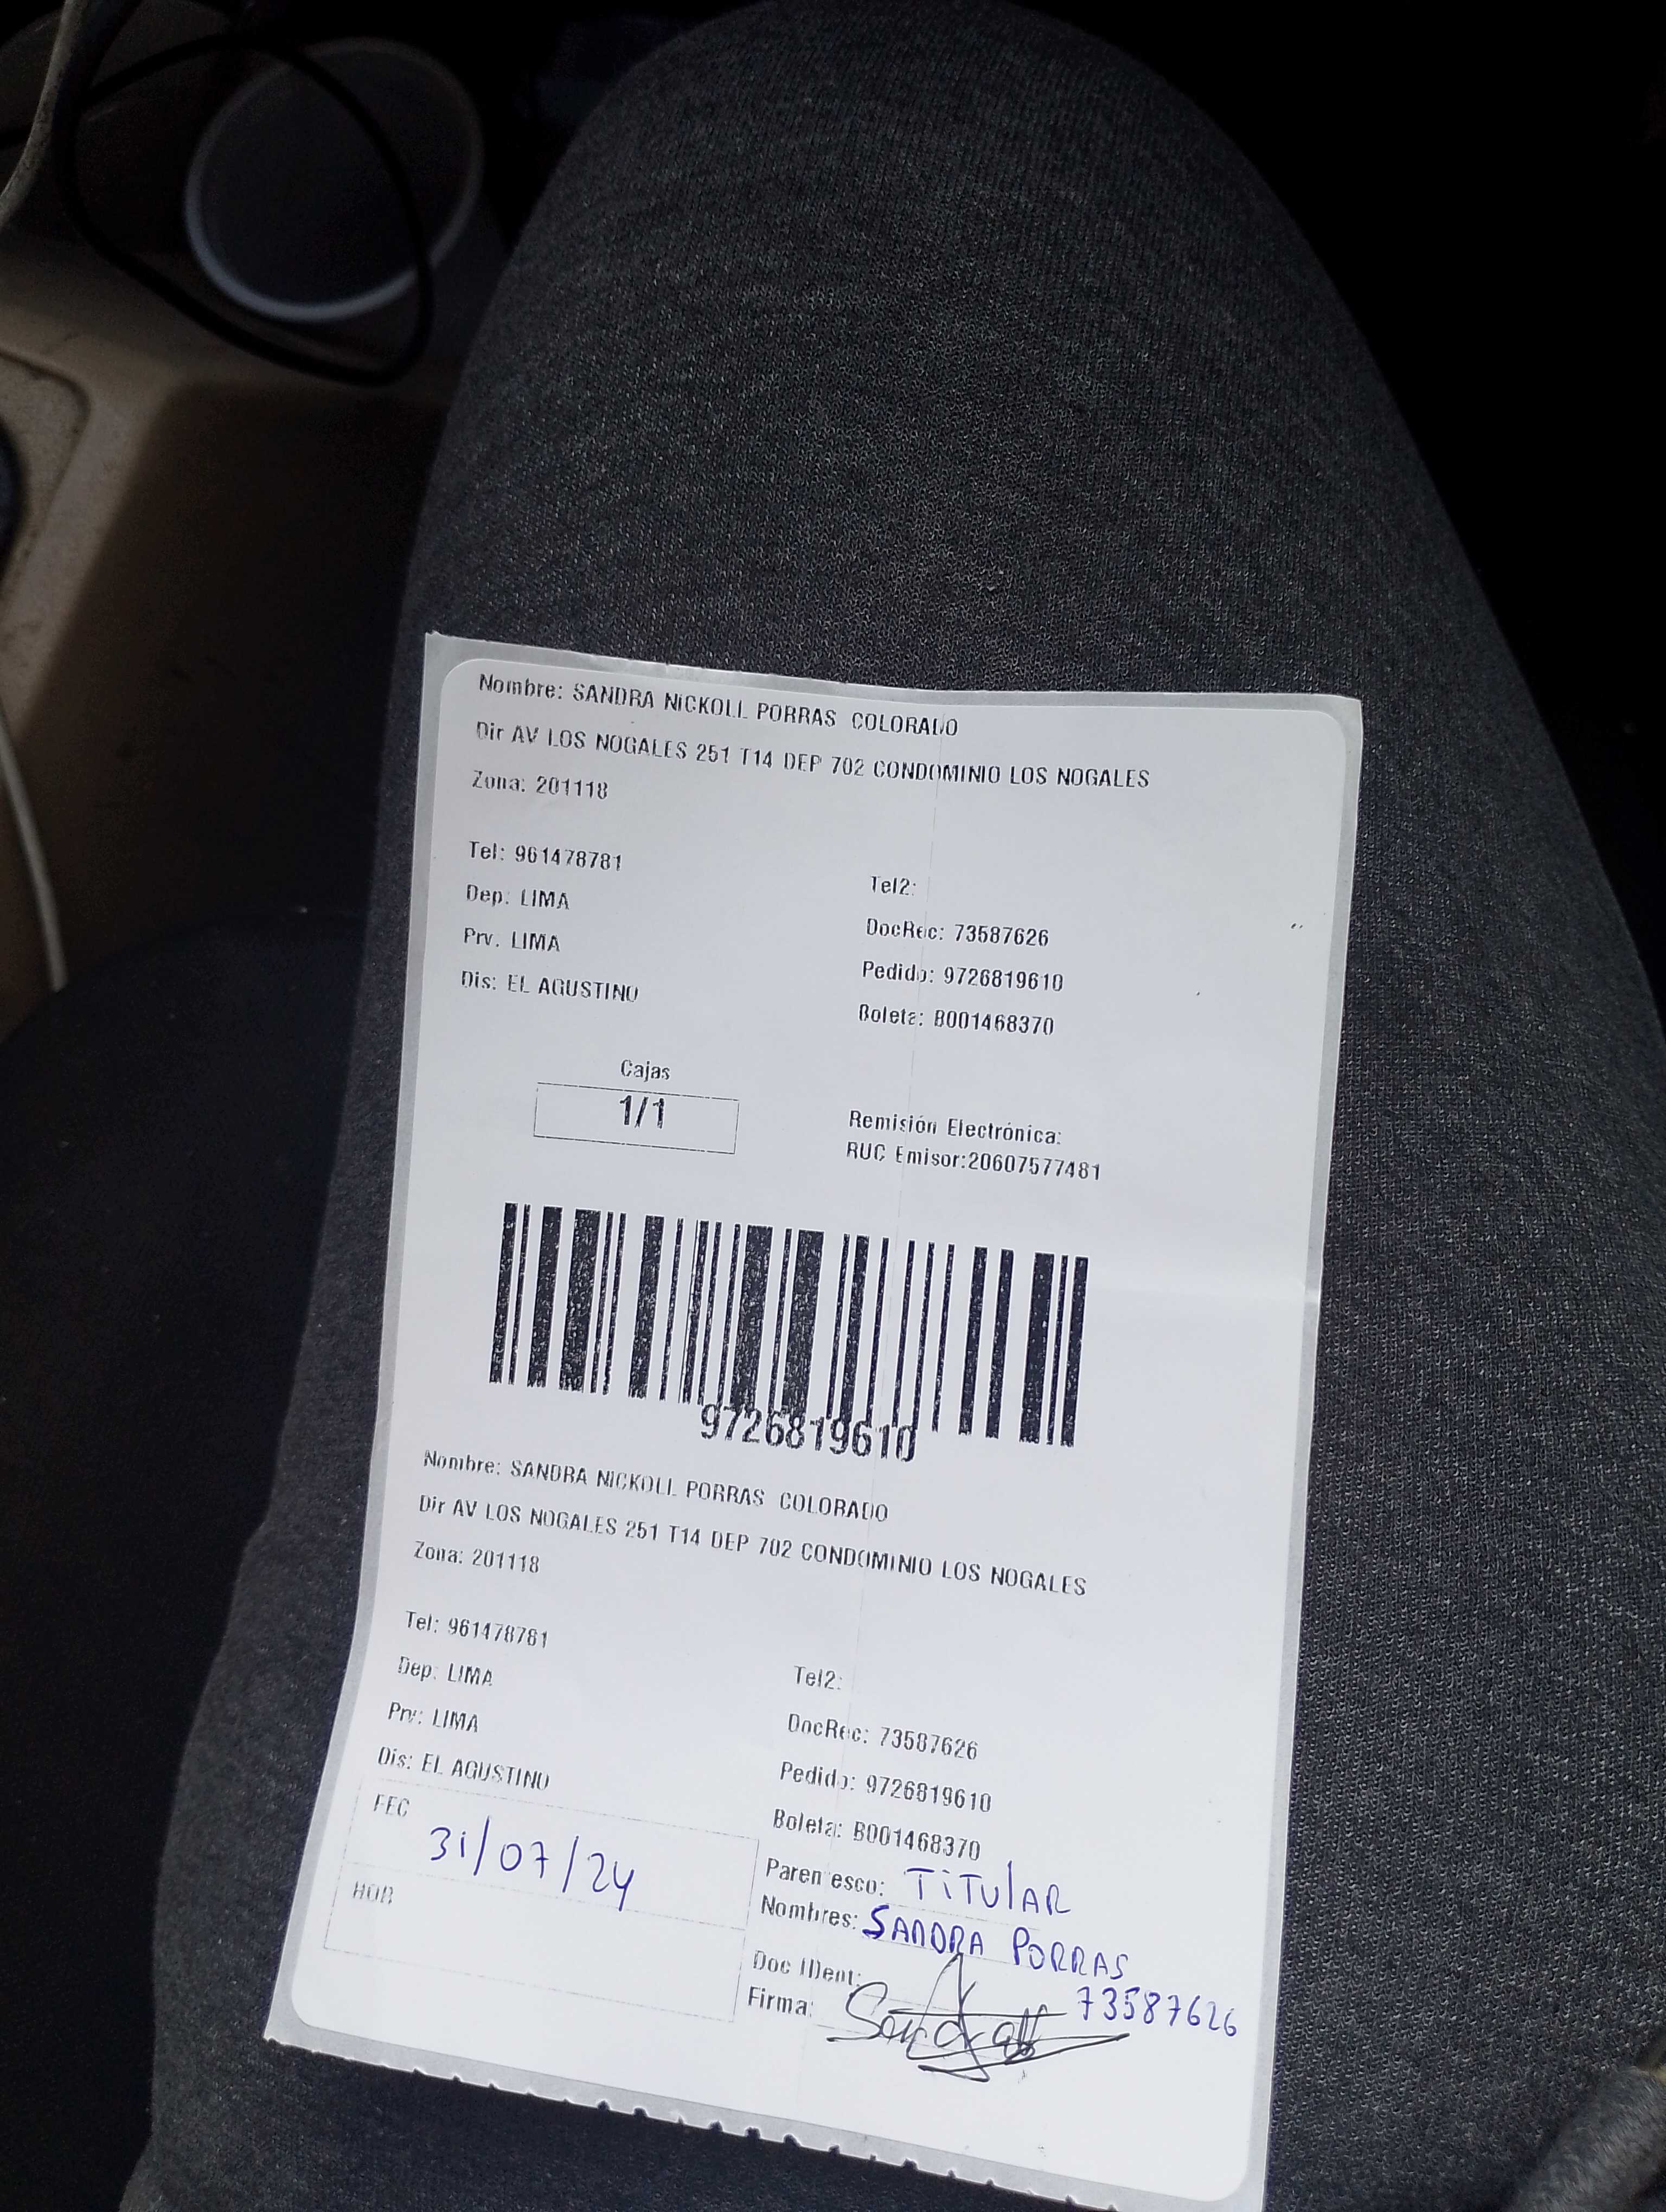 Nombre: SANDRA NICKOLL PORRAS COLORADO
Dir AV LOS NOGALES 251 T14 DEP 702 CONDOMINIO LOS NOGALES
Zona: 201118
Tel: 961478781
Tel2:
Dep: LIMA
DocRec: 73587626
Prv. LIMA
Pedido: 9726819610
Dis: EL AGUSTINO
Boleta: B001468370
Cajas
1/1
Remisión Electrónica:
RUC Emisor:20607577481
9726819610
Nombre: SANDRA NICKOLL PORRAS COLORADO
Dir AV LOS NOGALES 251 T14 DEP 702 CONDOMINIO LOS NOGALES
Zona: 201118
Tel: 961478781
Tel2:
Dep: LIMA
DocRec: 73587626
Prv: LIMA
Pedido: 9726819610
Dis: EL AGUSTINO
Boleta: B001468370
FEC
31/07/24
HOR
Parentesco: TiTUlAR
Nombres: SANDRA PORRAS
Doc IDent: 73587626
Firma: